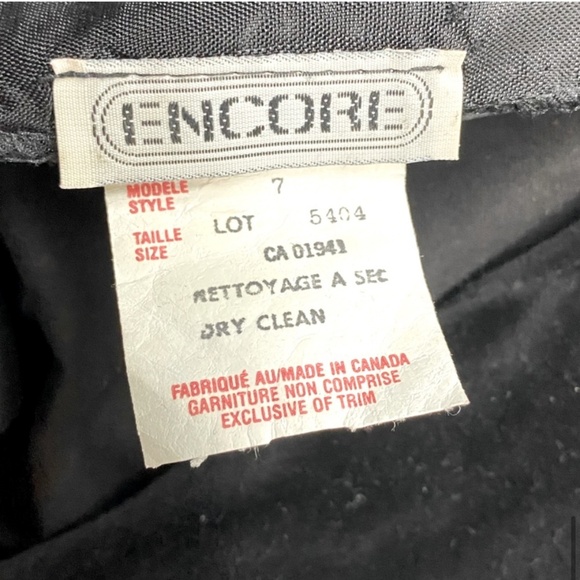 ENCORE
MODELE 7
STYLE
LOT 5404
TAILLE
SIZE CA 01941
NETTOYAGE A SEC
DRY CLEAN
FABRIQUÉ AU/MADE IN CANADA
GARNITURE NON COMPRISE
EXCLUSIVE OF TRIM